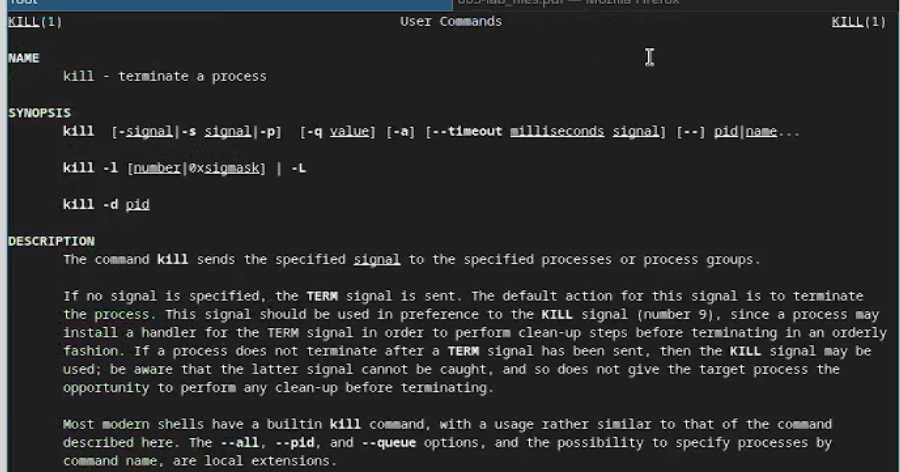 KILL(1) User Commands KILL(1)
NAME
kill - terminate a process
SYNOPSIS
kill [-signal|-s signal|-p] [-q value] [-a] [--timeout milliseconds signal] [--] pid|name...
kill -l [number|0xsigmask] | -L
kill -d pid
DESCRIPTION
The command kill sends the specified signal to the specified processes or process groups.
If no signal is specified, the TERM signal is sent. The default action for this signal is to terminate
the process. This signal should be used in preference to the KILL signal (number 9), since a process may
install a handler for the TERM signal in order to perform clean-up steps before terminating in an orderly
fashion. If a process does not terminate after a TERM signal has been sent, then the KILL signal may be
used; be aware that the latter signal cannot be caught, and so does not give the target process the
opportunity to perform any clean-up before terminating.
Most modern shells have a builtin kill command, with a usage rather similar to that of the command
described here. The --all, --pid, and --queue options, and the possibility to specify processes by
command name, are local extensions.